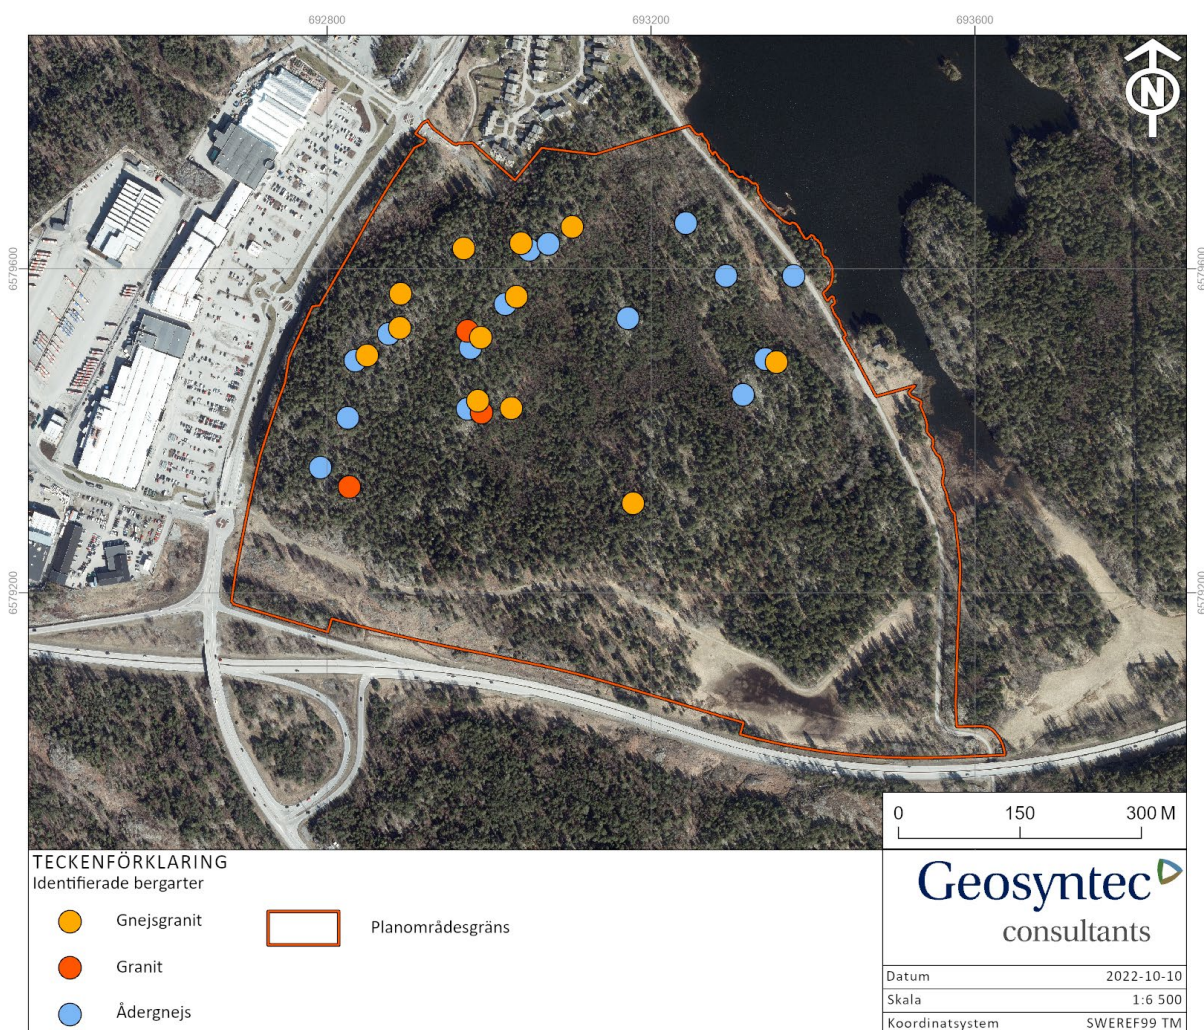 692800 693200 693600
N
6579600 6579600
6579200 6579200
0 150 300 M
TECKENFÖRKLARING
Identifierade bergarter
Gnejsgranit
Planområdesgräns
Granit
Ådergnejs
Geosyntec
consultants
Datum 2022-10-10
Skala 1:6 500
Koordinatsystem SWEREF99 TM